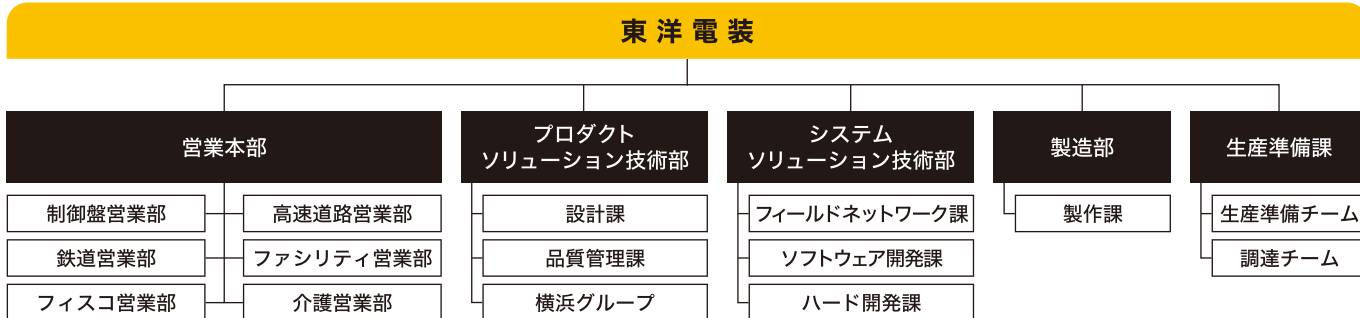 東洋電装
営業本部
プロダクト
ソリューション技術部
システム
ソリューション技術部
製造部
生産準備課
制御盤営業部
高速道路営業部
鉄道営業部
ファシリティ営業部
フィスコ営業部
介護営業部
設計課
品質管理課
横浜グループ
フィールドネットワーク課
ソフトウェア開発課
ハード開発課
製作課
生産準備チーム
調達チーム